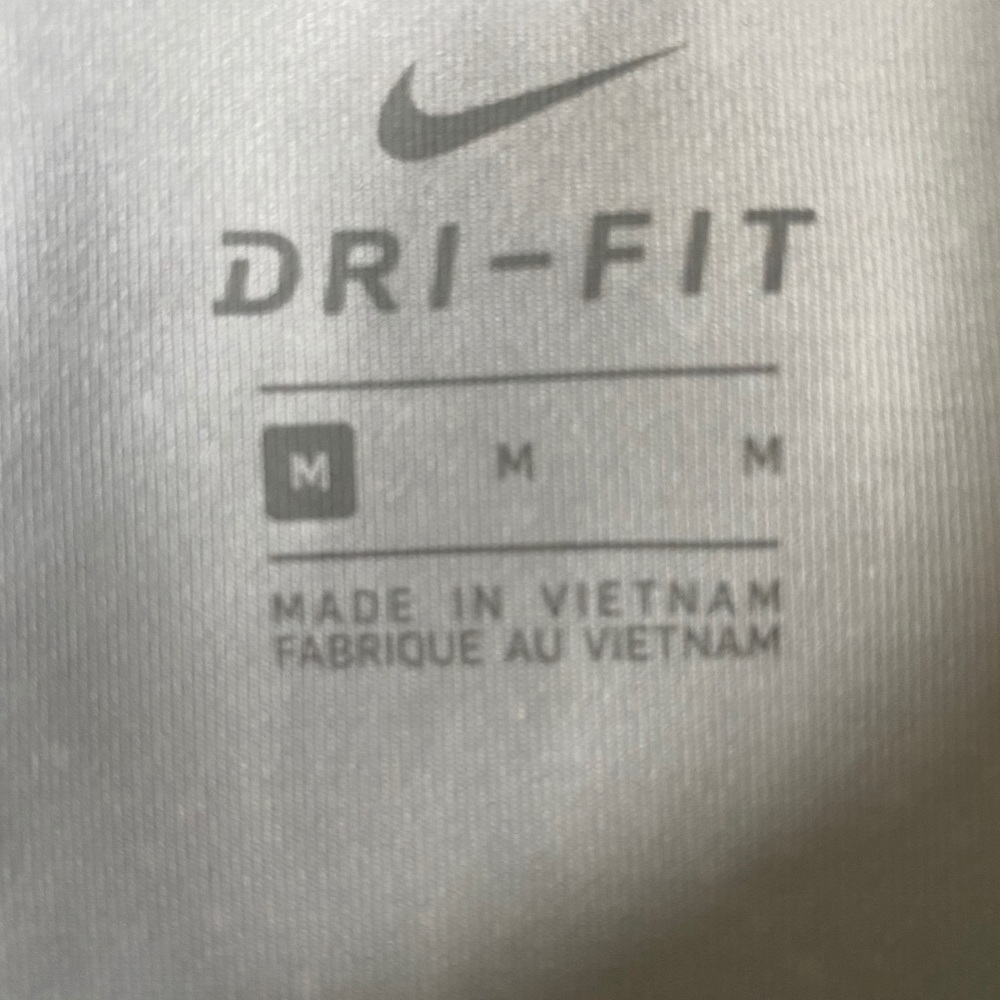 DRI-FIT
M M M
MADE IN VIETNAM
FABRIQUE AU VIETNAM